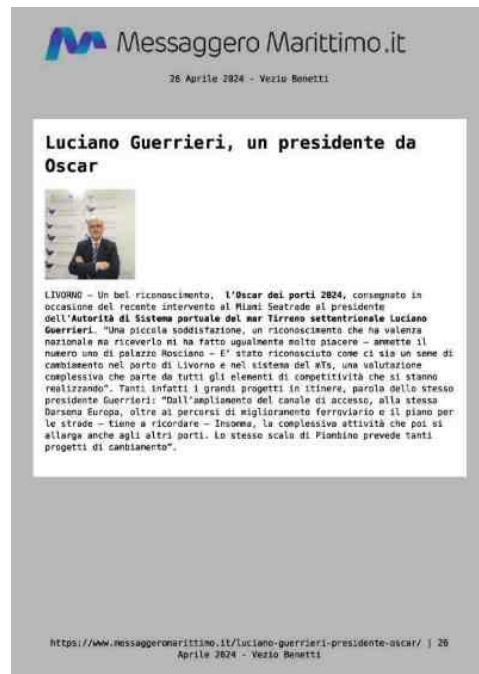 Messaggero Marittimo.it
26 Aprile 2024 - Vezio Benetti
Luciano Guerrieri, un presidente da
Oscar
LIVORNO – Un bel riconoscimento, l'Oscar dei porti 2024, consegnato in
occasione del recente intervento al Miami Seatrade al presidente
dell'Autorità di Sistema portuale del mar Tirreno settentrionale Luciano
Guerrieri. "Una piccola soddisfazione, un riconoscimento che ha valenza
nazionale ma riceverlo mi ha fatto ugualmente molto piacere – ammette il
numero uno di palazzo Rosciano – E' stato riconosciuto come ci sia un seme di
cambiamento nel porto di Livorno e nel sistema del mTs, una valutazione
complessiva che parte da tutti gli elementi di competitività che si stanno
realizzando". Tanti infatti i grandi progetti in itinere, parola dello stesso
presidente Guerrieri: "Dall'ampliamento del canale di accesso, alla stessa
Darsena Europa, oltre ai percorsi di miglioramento ferroviario e il piano per
le strade – tiene a ricordare – Insomma, la complessiva attività che poi si
allarga anche agli altri porti. Lo stesso scalo di Piombino prevede tanti
progetti di cambiamento".
https://www.messaggeromarittimo.it/luciano-guerrieri-presidente-oscar/ | 26
Aprile 2024 - Vezio Benetti